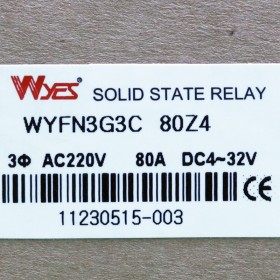 WYES SOLID STATE RELAY
WYFN3G3C 80Z4
3Φ AC220V 80A DC4~32V
CE
11230515-003